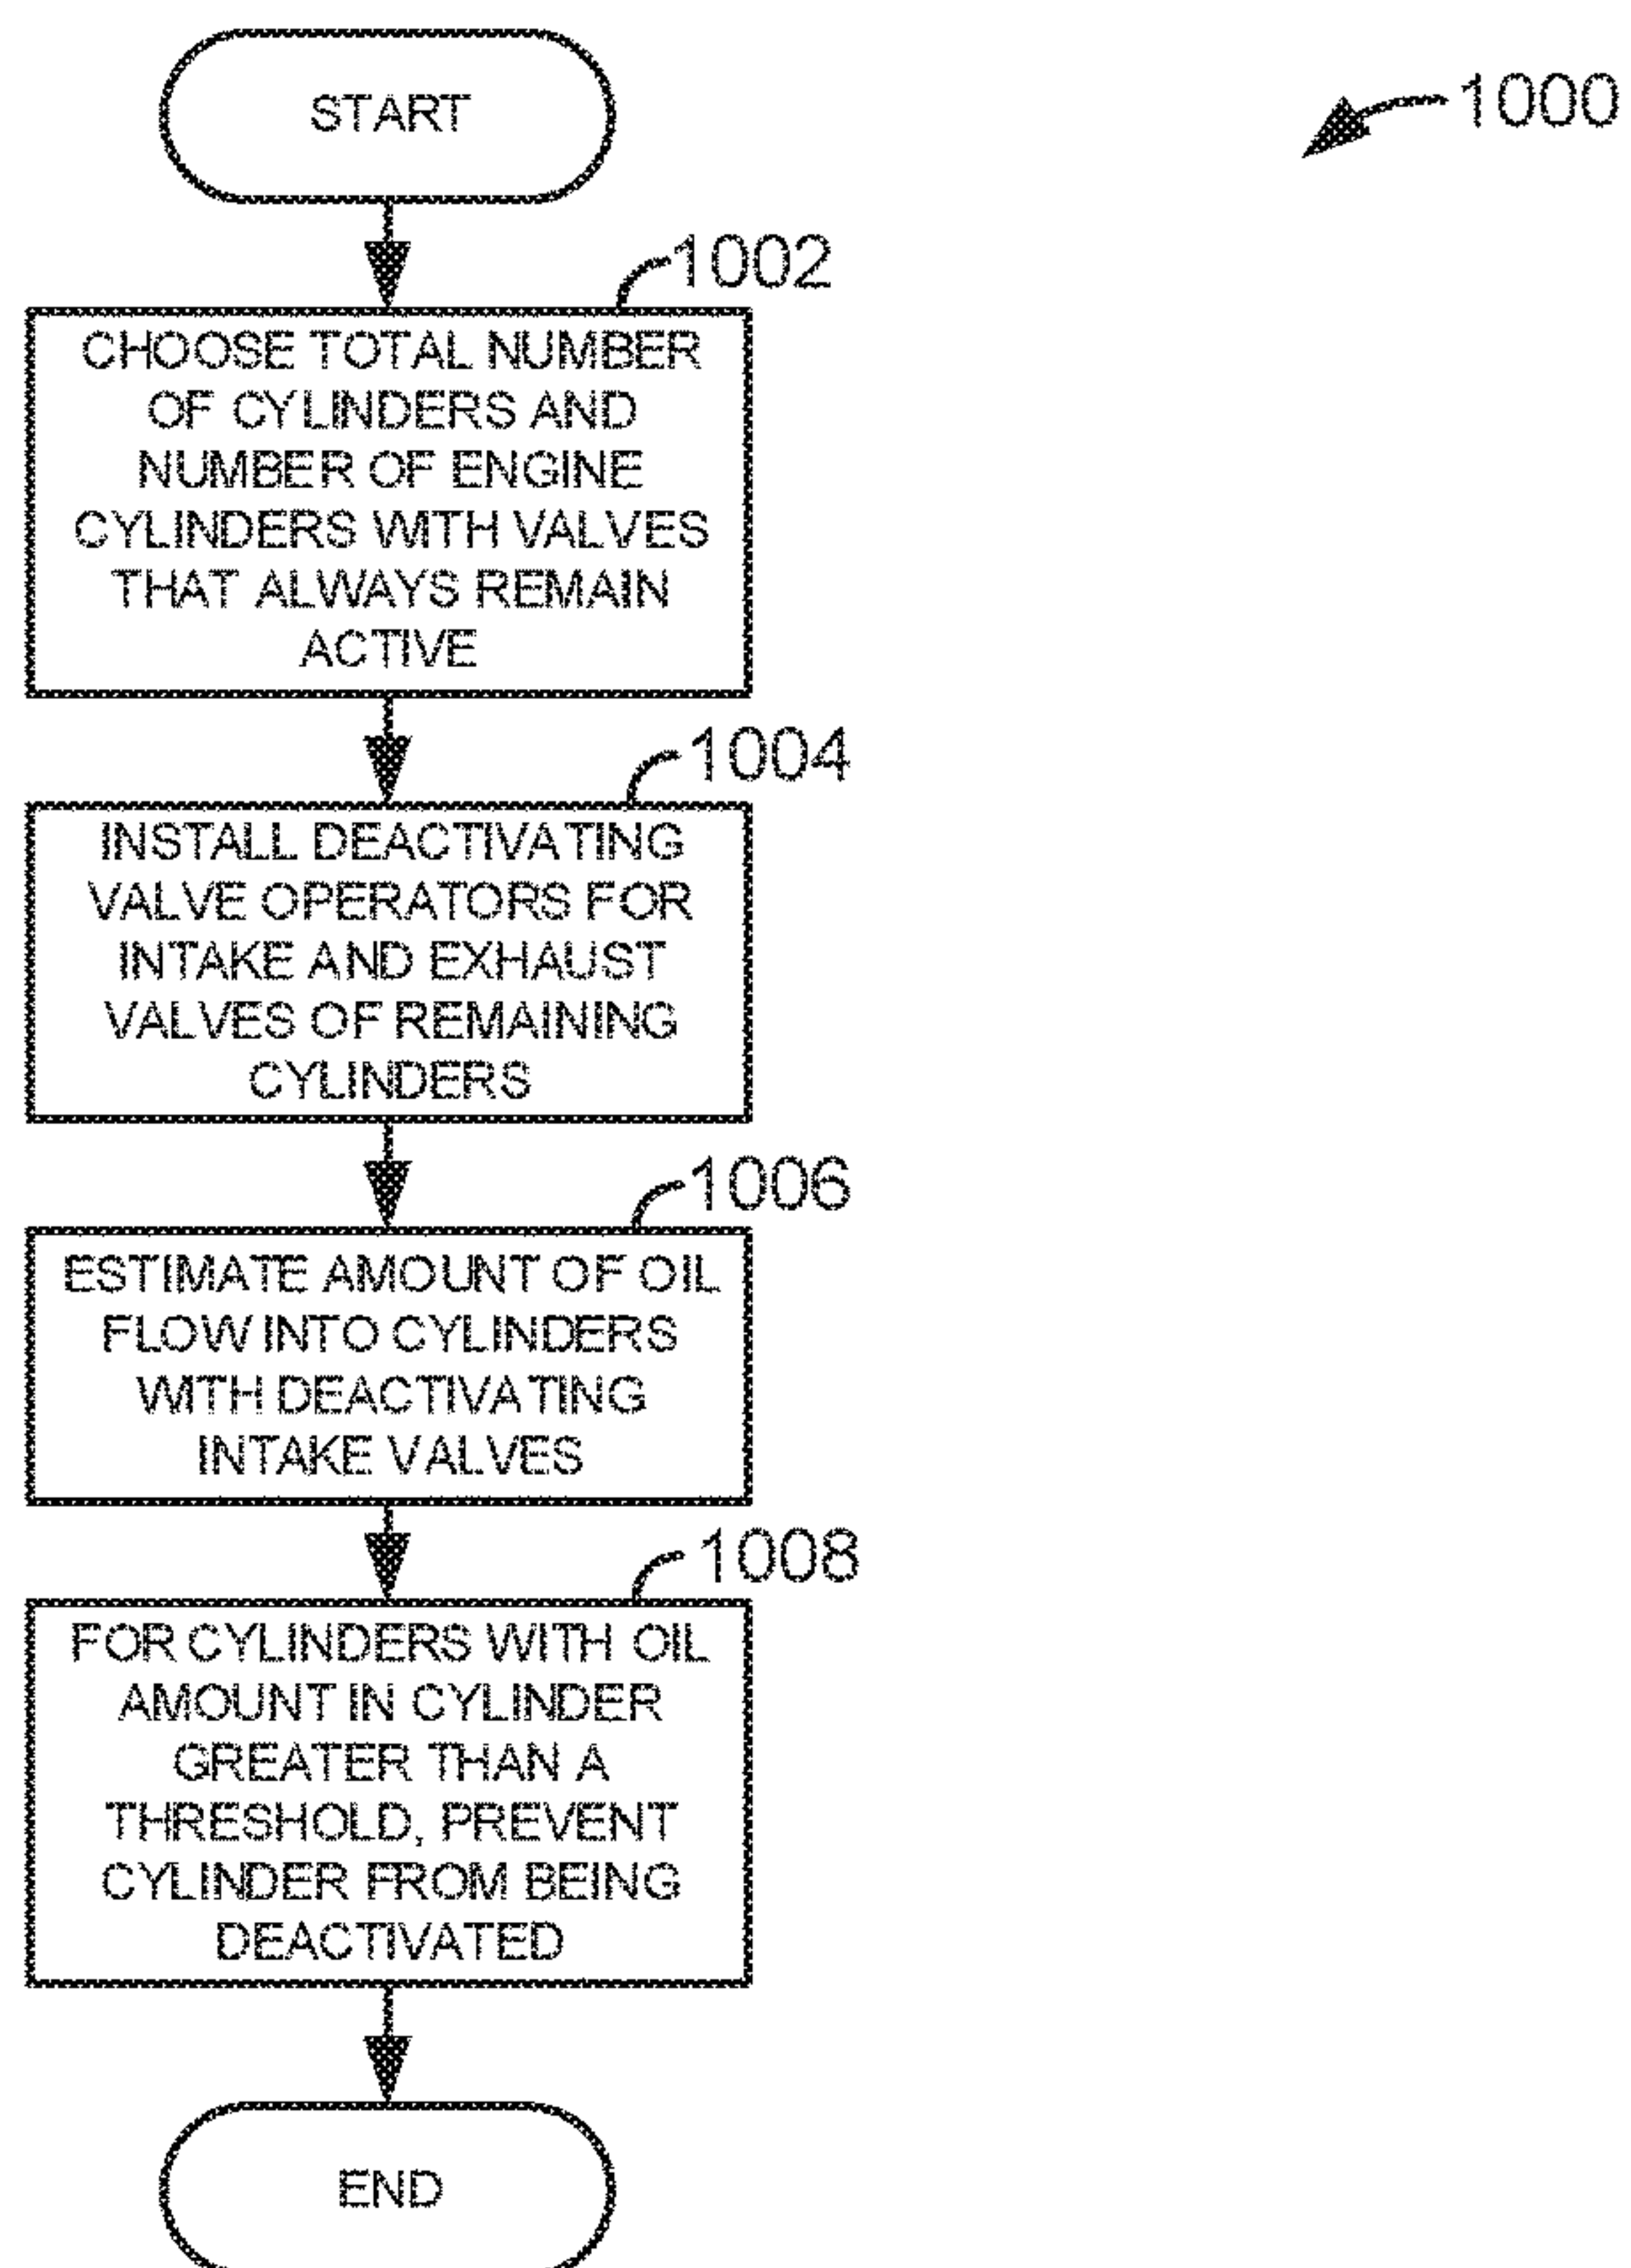 START
1000
1002
CHOOSE TOTAL NUMBER
OF CYLINDERS AND
NUMBER OF ENGINE
CYLINDERS WITH VALVES
THAT ALWAYS REMAIN
ACTIVE
1004
INSTALL DEACTIVATING
VALVE OPERATORS FOR
INTAKE AND EXHAUST
VALVES OF REMAINING
CYLINDERS
1006
ESTIMATE AMOUNT OF OIL
FLOW INTO CYLINDERS
WITH DEACTIVATING
INTAKE VALVES
1008
FOR CYLINDERS WITH OIL
AMOUNT IN CYLINDER
GREATER THAN A
THRESHOLD, PREVENT
CYLINDER FROM BEING
DEACTIVATED
END